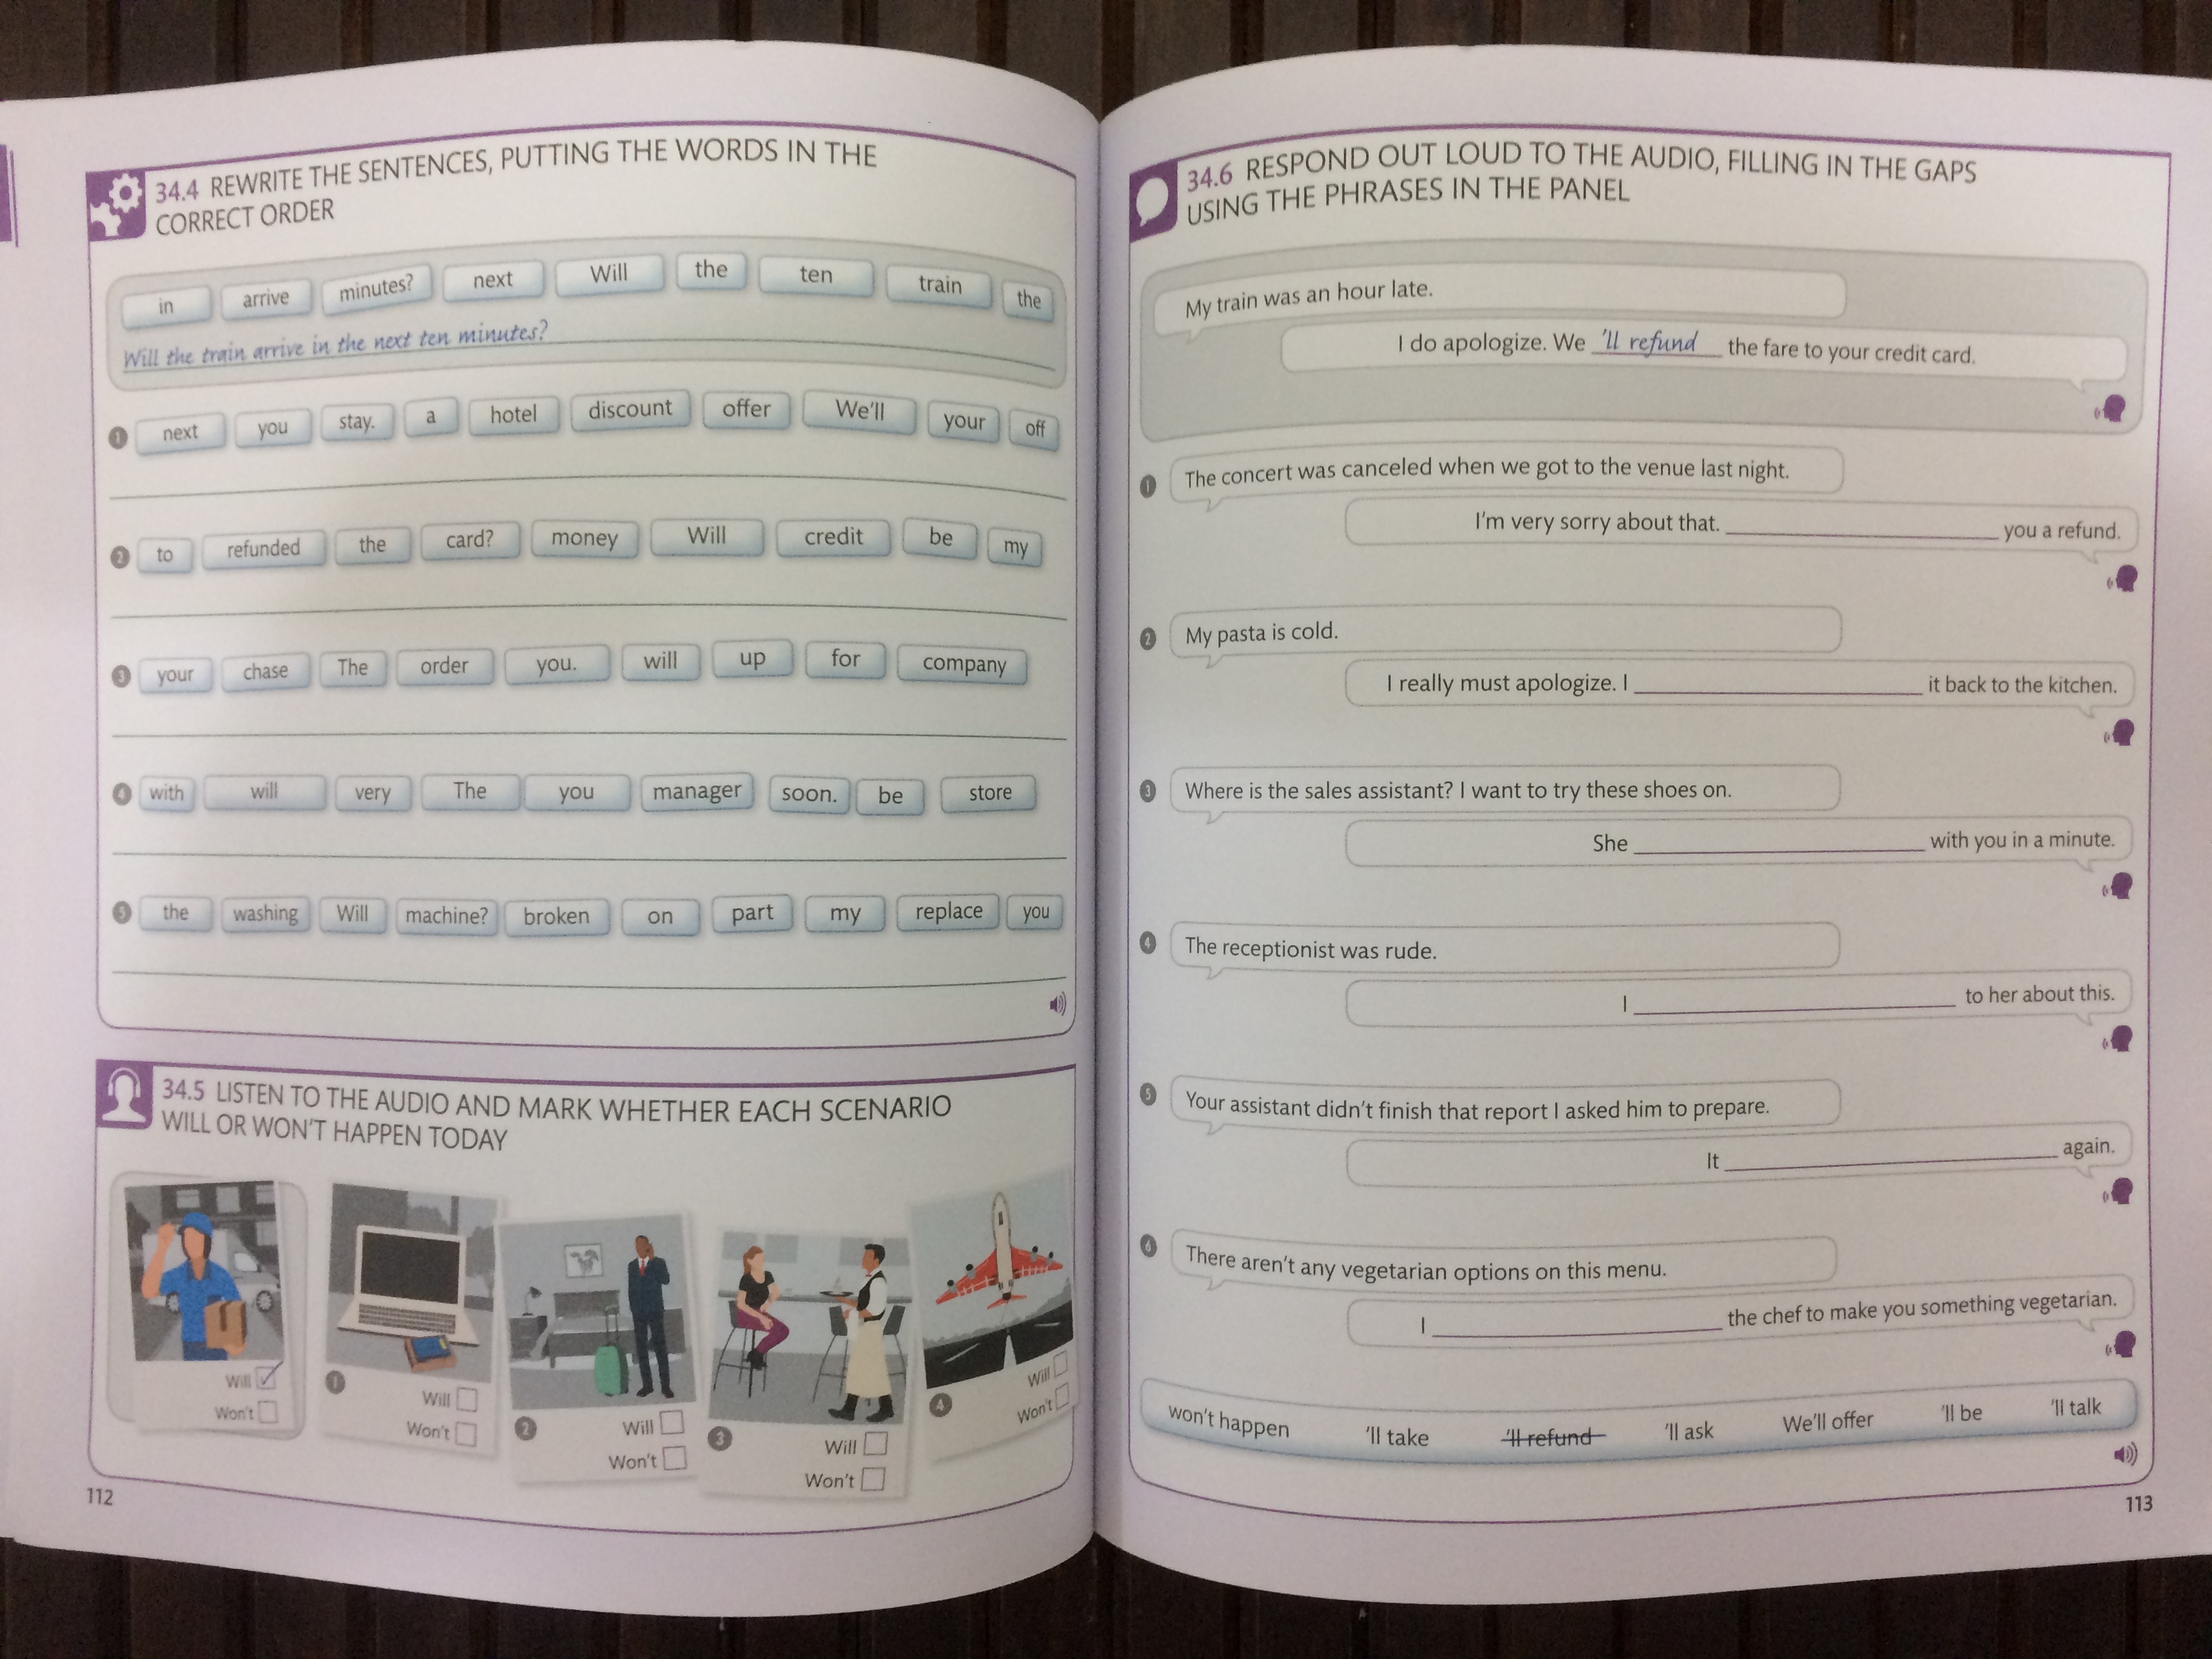 34.4 REWRITE THE SENTENCES, PUTTING THE WORDS IN THE
CORRECT ORDER
in arrive minutes? next Will the ten train the
Will the train arrive in the next ten minutes?
1 next you stay. a hotel discount offer We'll your off
2 to refunded the card? money Will credit be my
3 your chase The order you. will up for company
4 with will very The you manager soon. be store
5 the washing Will machine? broken on part my replace you
34.5 LISTEN TO THE AUDIO AND MARK WHETHER EACH SCENARIO
WILL OR WON'T HAPPEN TODAY
Will
Won't
1 Will
Won't
2 Will
Won't
3 Will
Won't
4 Will
Won't
112
34.6 RESPOND OUT LOUD TO THE AUDIO, FILLING IN THE GAPS
USING THE PHRASES IN THE PANEL
My train was an hour late.
I do apologize. We 'll refund the fare to your credit card.
1 The concert was canceled when we got to the venue last night.
I'm very sorry about that. ____ you a refund.
2 My pasta is cold.
I really must apologize. I ____ it back to the kitchen.
3 Where is the sales assistant? I want to try these shoes on.
She ____ with you in a minute.
4 The receptionist was rude.
I ____ to her about this.
5 Your assistant didn't finish that report I asked him to prepare.
It ____ again.
6 There aren't any vegetarian options on this menu.
I ____ the chef to make you something vegetarian.
won't happen 'll take 'll refund 'll ask We'll offer 'll be 'll talk
113